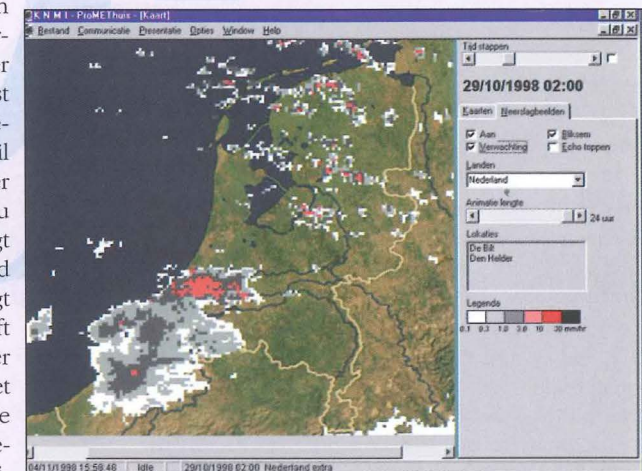 K N M I - ProMEThuis - [Kaart]
Bestand Communicatie Presentatie Opties Window Help
Tijd stappen
29/10/1998 02:00
Kaarten Neerslagbeelden
Aan Bliksem
Verwachting Echo toppen
Landen
Nederland
Animatie lengte
24 uur
Lokaties
De Bilt
Den Helder
Legenda
0.1 0.3 1.0 3.0 10 30 mm/hr
04/11/1998 15:58:46 Idle 29/10/1998 02:00 Nederland extra